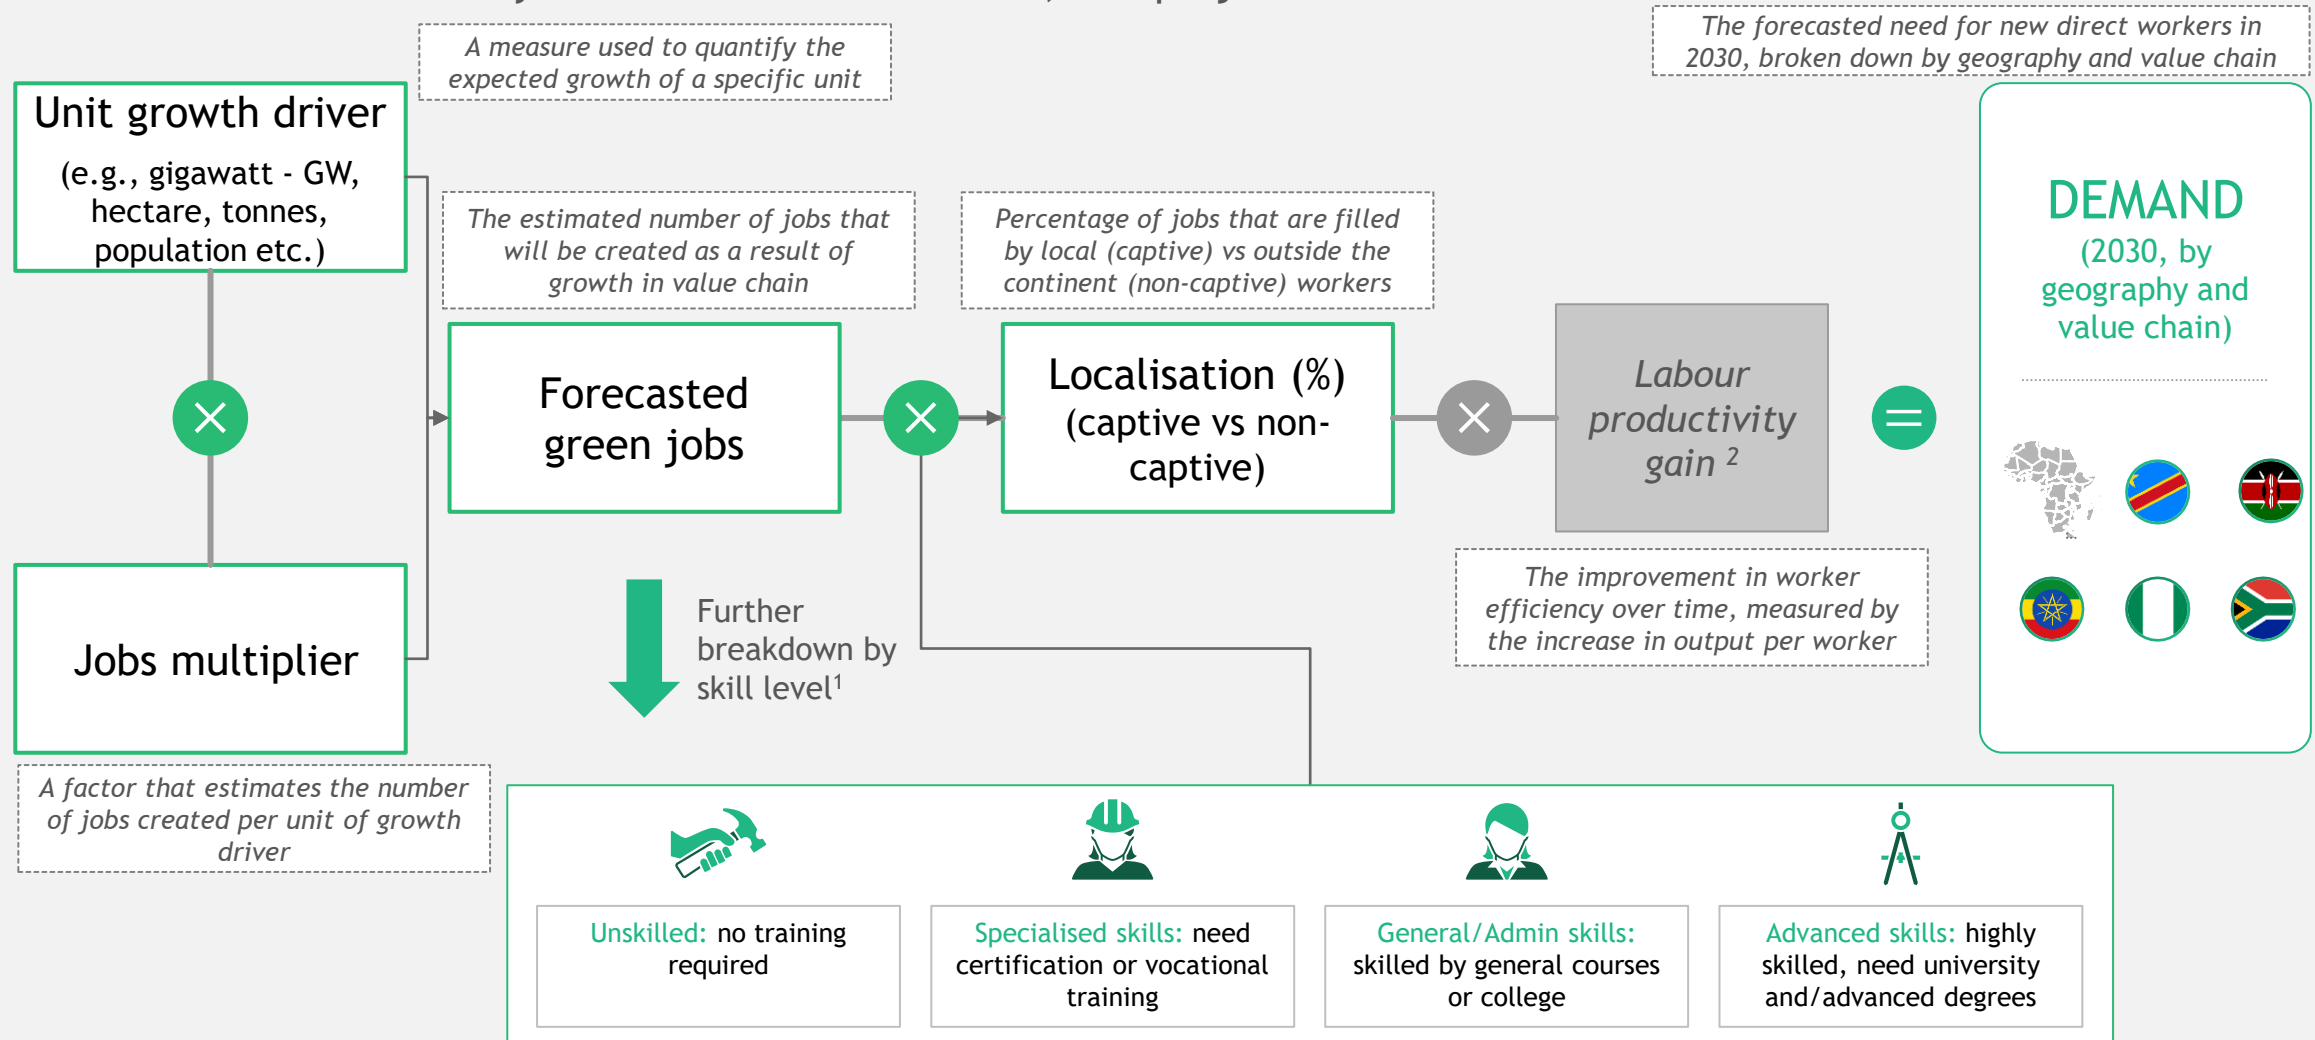 A measure used to quantify the
expected growth of a specific unit
The forecasted need for new direct workers in
2030, broken down by geography and value chain
Unit growth driver
(e.g., gigawatt - GW,
hectare, tonnes,
population etc.)
The estimated number of jobs that
will be created as a result of
growth in value chain
Percentage of jobs that are filled
by local (captive) vs outside the
continent (non-captive) workers
DEMAND
(2030, by
geography and
value chain)
Forecasted
green jobs
Localisation (%)
(captive vs non-
captive)
Labour
productivity
gain 2
The improvement in worker
efficiency over time, measured by
the increase in output per worker
Further
breakdown by
skill level1
Jobs multiplier
A factor that estimates the number
of jobs created per unit of growth
driver
Unskilled: no training
required
Specialised skills: need
certification or vocational
training
General/Admin skills:
skilled by general courses
or college
Advanced skills: highly
skilled, need university
and/advanced degrees